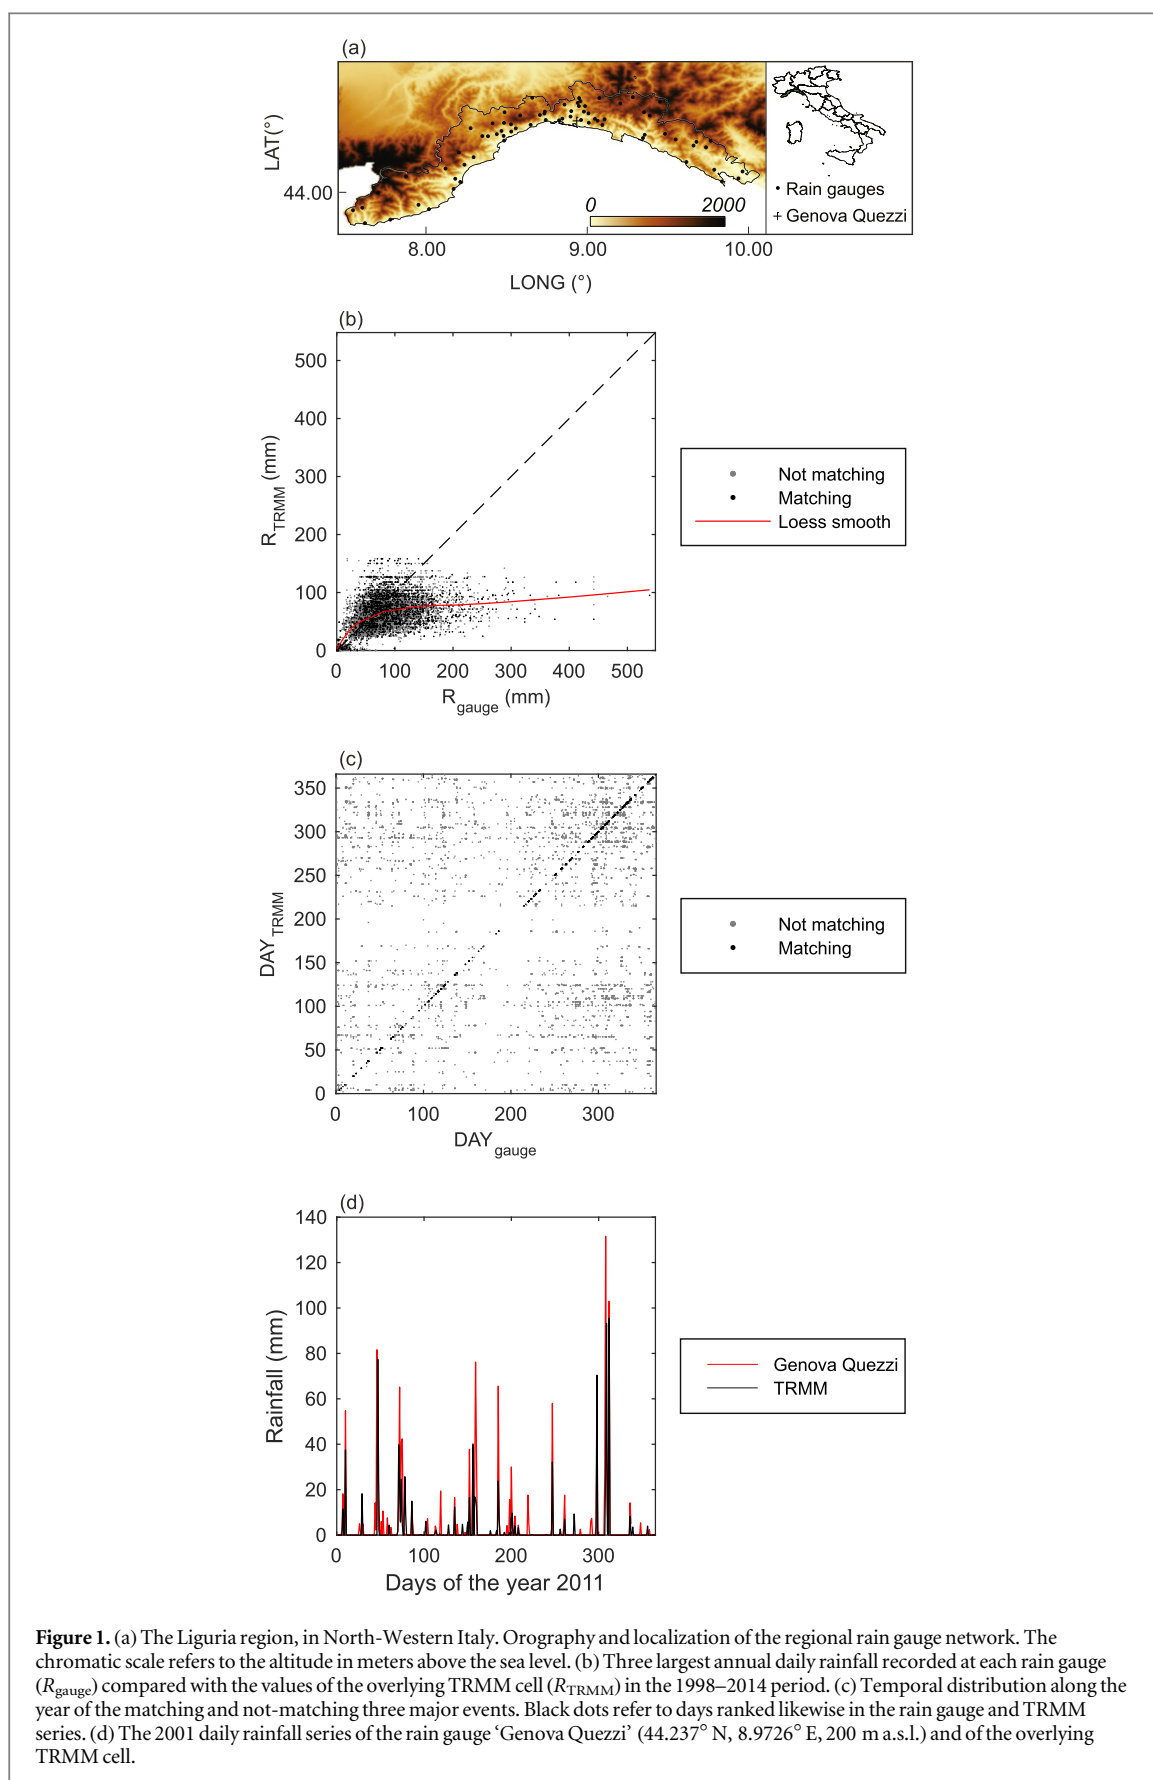 (a)
LAT(°)
44.00
0 2000
• Rain gauges
+ Genova Quezzi
8.00 9.00 10.00
LONG (°)
(b)
500
400
300
200
100
0
R_TRMM (mm)
0 100 200 300 400 500
R_gauge (mm)
Not matching
Matching
Loess smooth
(c)
350
300
250
200
150
100
50
0
DAY_TRMM
0 100 200 300
DAY_gauge
Not matching
Matching
(d)
140
120
100
80
60
40
20
0
Rainfall (mm)
0 100 200 300
Days of the year 2011
Genova Quezzi
TRMM
Figure 1. (a) The Liguria region, in North-Western Italy. Orography and localization of the regional rain gauge network. The
chromatic scale refers to the altitude in meters above the sea level. (b) Three largest annual daily rainfall recorded at each rain gauge
(R_gauge) compared with the values of the overlying TRMM cell (R_TRMM) in the 1998–2014 period. (c) Temporal distribution along the
year of the matching and not-matching three major events. Black dots refer to days ranked likewise in the rain gauge and TRMM
series. (d) The 2001 daily rainfall series of the rain gauge ‘Genova Quezzi’ (44.237° N, 8.9726° E, 200 m a.s.l.) and of the overlying
TRMM cell.